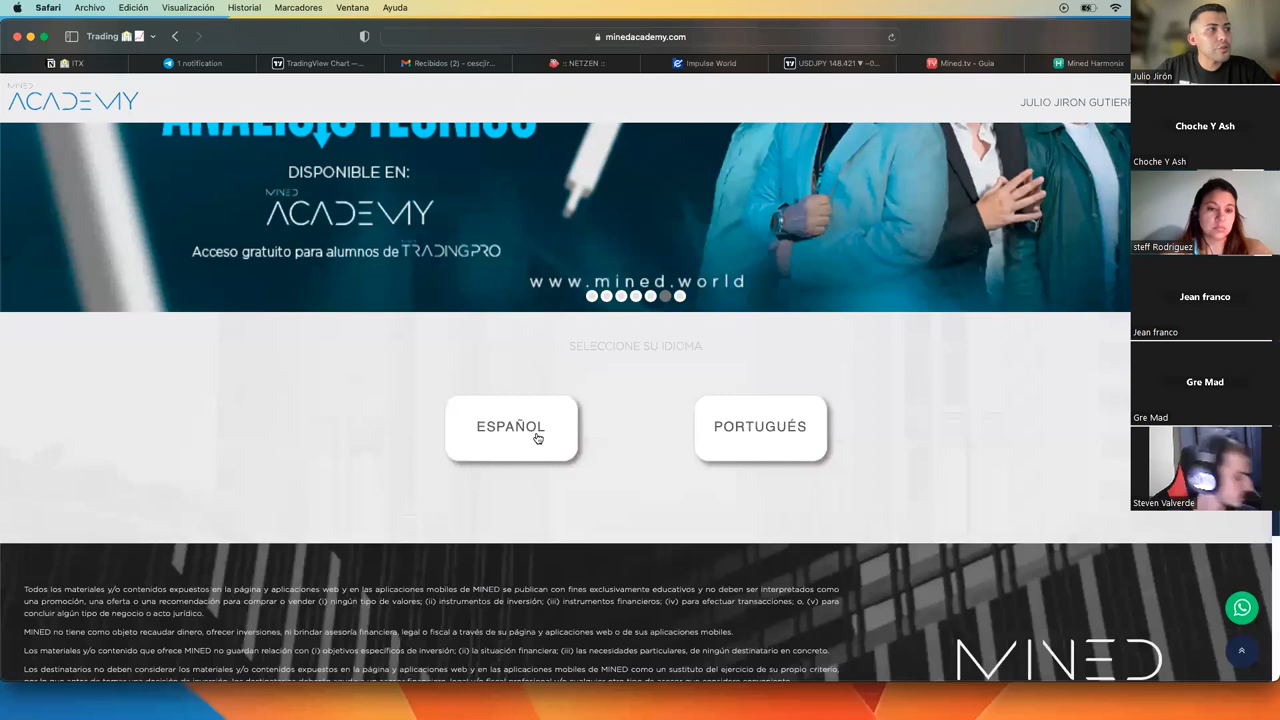 Safari Archivo Edición Visualización Historial Marcadores Ventana Ayuda
Trading
minedacademy.com
ITX
1 notification
TradingView Chart —...
Recibidos (2) - cescjir...
:: NETZEN ::
Impulse World
USDJPY 148.421 ▼ −0...
Mined.tv - Guia
Mined Harmonix
MINED
ACADEMY
JULIO JIRON GUTIERR
ANÁLISIS TÉCNICO
DISPONIBLE EN:
MINED
ACADEMY
Acceso gratuito para alumnos de TRADINGPRO
www.mined.world
SELECCIONE SU IDIOMA
ESPAÑOL
PORTUGUÉS
Todos los materiales y/o contenidos expuestos en la página y aplicaciones web y en las aplicaciones mobiles de MINED se publican con fines exclusivamente educativos y no deben ser interpretados como
una promoción, una oferta o una recomendación para comprar o vender (i) ningún tipo de valores; (ii) instrumentos de inversión; (iii) instrumentos financieros; (iv) para efectuar transacciones; o, (v) para
concluir algún tipo de negocio o acto jurídico.
MINED no tiene como objeto recaudar dinero, ofrecer inversiones, ni brindar asesoría financiera, legal o fiscal a través de su página y aplicaciones web o de sus aplicaciones mobiles.
Los materiales y/o contenido que ofrece MINED no guardan relación con (i) objetivos específicos de inversión; (ii) la situación financiera; (iii) las necesidades particulares, de ningún destinatario en concreto.
Los destinatarios no deben considerar los materiales y/o contenidos expuestos en la página y aplicaciones web y en las aplicaciones mobiles de MINED como un sustituto del ejercicio de su propio criterio,
MINED
Julio Jirón
Choche Y Ash
Choche Y Ash
steff Rodriguez
Jean franco
Jean franco
Gre Mad
Gre Mad
Steven Valverde